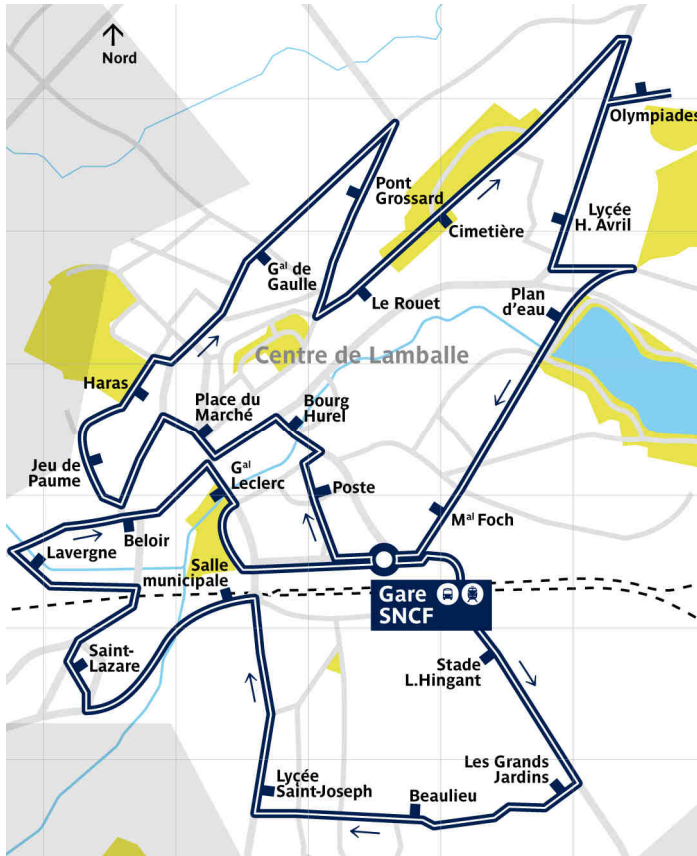 Nord
Olympiades
Pont
Grossard
Lyçée
H. Avril
Cimetière
Gal de
Gaulle
Le Rouet
Plan
d'eau
Centre de Lamballe
Haras
Place du
Marché
Bourg
Hurel
Jeu de
Paume
Gal
Leclerc
Poste
Mal Foch
Beloir
Lavergne
Salle
municipale
Gare
SNCF
Saint-
Lazare
Stade
L.Hingant
Les Grands
Jardins
Lyçée
Saint-Joseph
Beaulieu